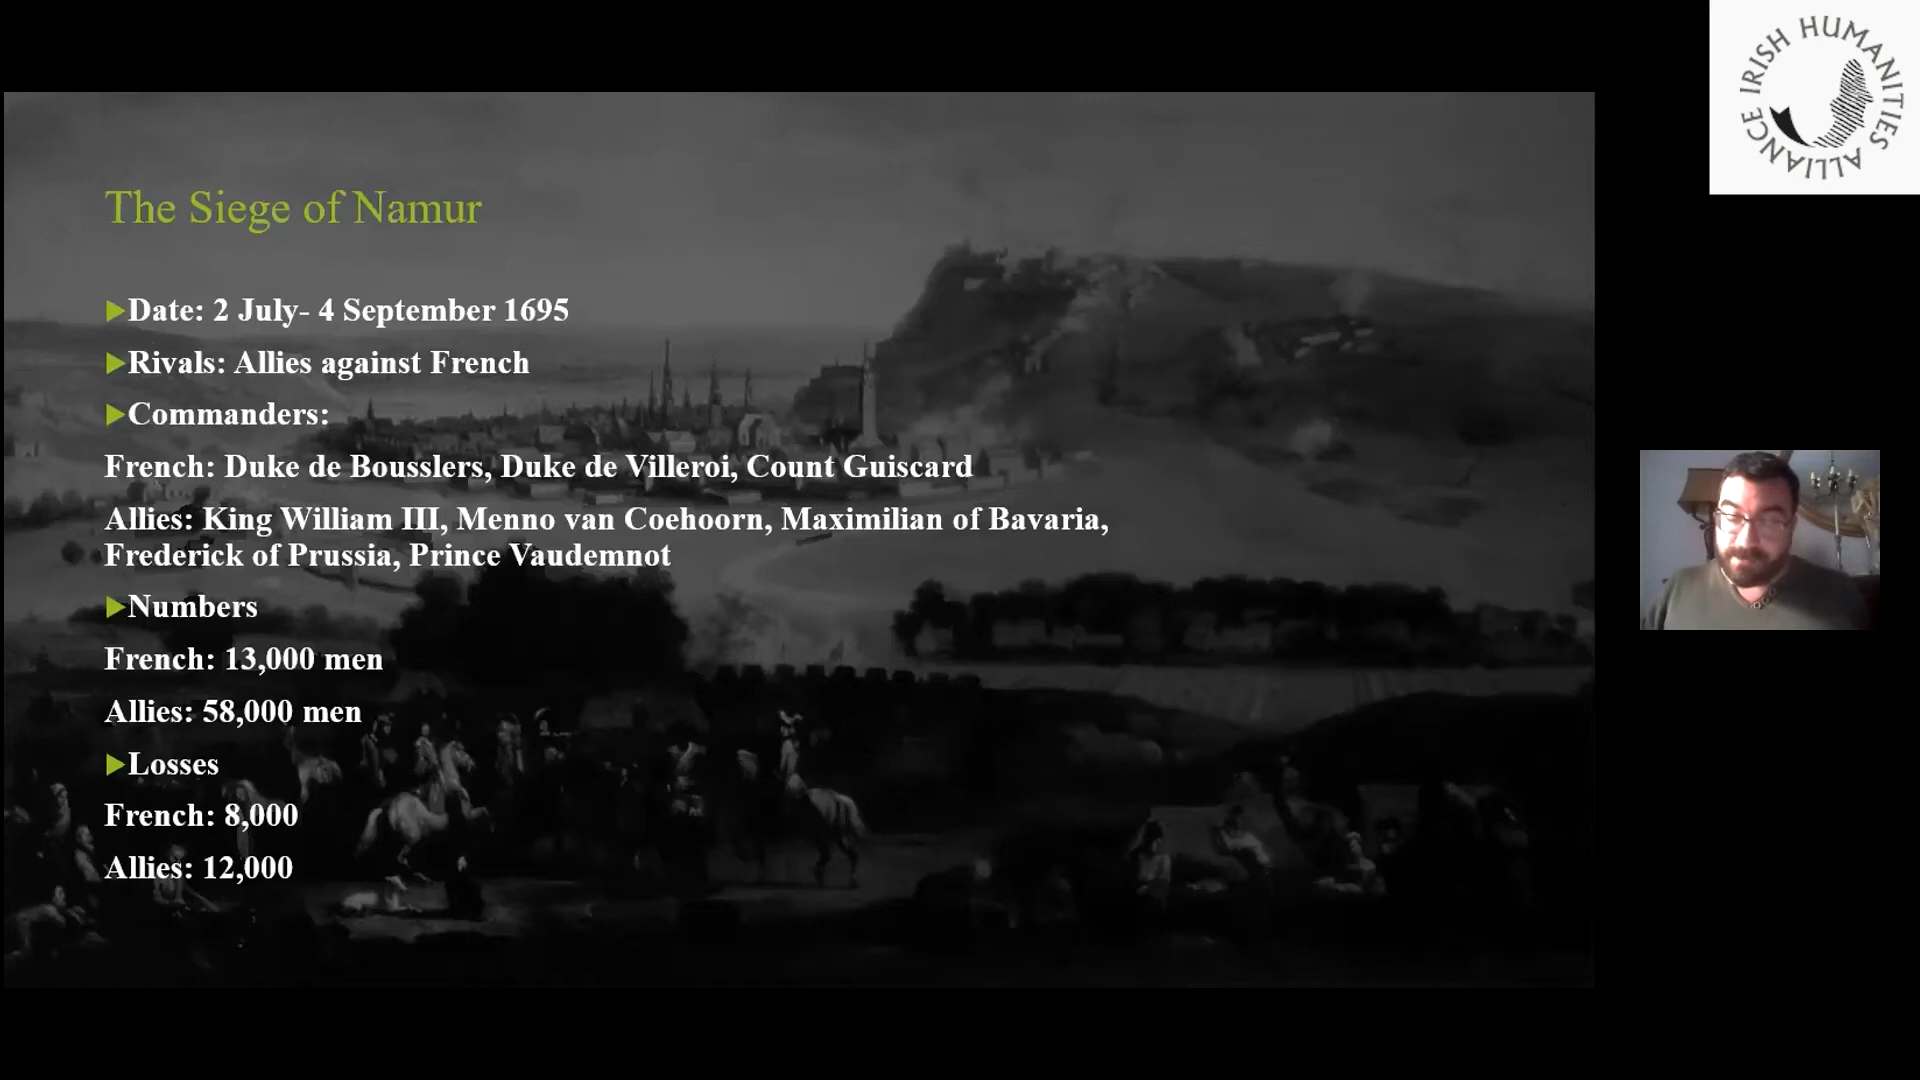 The Siege of Namur
Date: 2 July- 4 September 1695
Rivals: Allies against French
Commanders:
French: Duke de Bousslers, Duke de Villeroi, Count Guiscard
Allies: King William III, Menno van Coehoorn, Maximilian of Bavaria,
Frederick of Prussia, Prince Vaudemnot
Numbers
French: 13,000 men
Allies: 58,000 men
Losses
French: 8,000
Allies: 12,000
IRISH HUMANITIES ALLIANCE